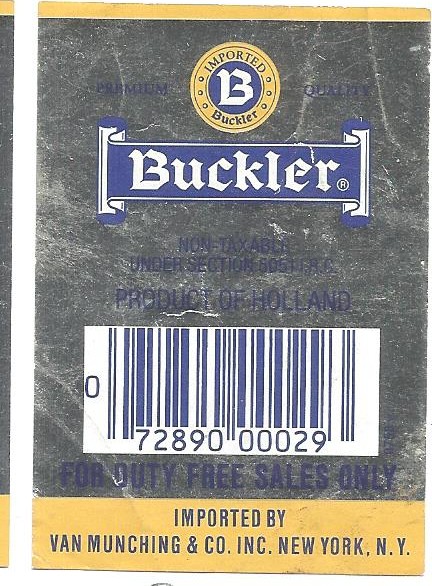 IMPORTED
B
Buckler
PREMIUM QUALITY
Buckler®
NON-TAXABLE
UNDER SECTION 5051 I.R.C.
PRODUCT OF HOLLAND
0 72890 00029
FOR DUTY FREE SALES ONLY
IMPORTED BY
VAN MUNCHING & CO. INC. NEW YORK, N.Y.